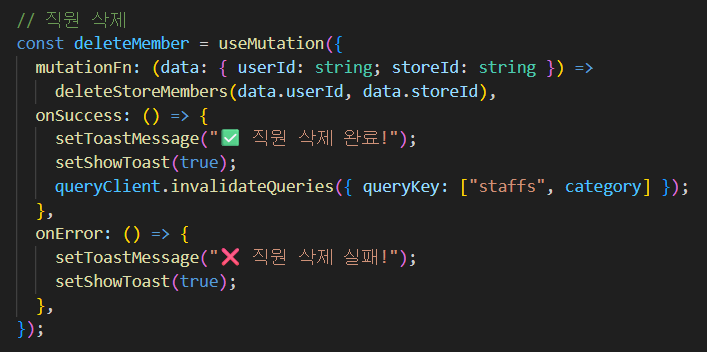 // 직원 삭제
const deleteMember = useMutation({
  mutationFn: (data: { userId: string; storeId: string }) =>
    deleteStoreMembers(data.userId, data.storeId),
  onSuccess: () => {
    setToastMessage("✅ 직원 삭제 완료!");
    setShowToast(true);
    queryClient.invalidateQueries({ queryKey: ["staffs", category] });
  },
  onError: () => {
    setToastMessage("❌ 직원 삭제 실패!");
    setShowToast(true);
  },
});